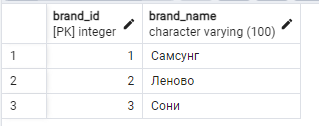 brand_id brand_name
[PK] integer character varying (100)
1 1 Самсунг
2 2 Леново
3 3 Сони